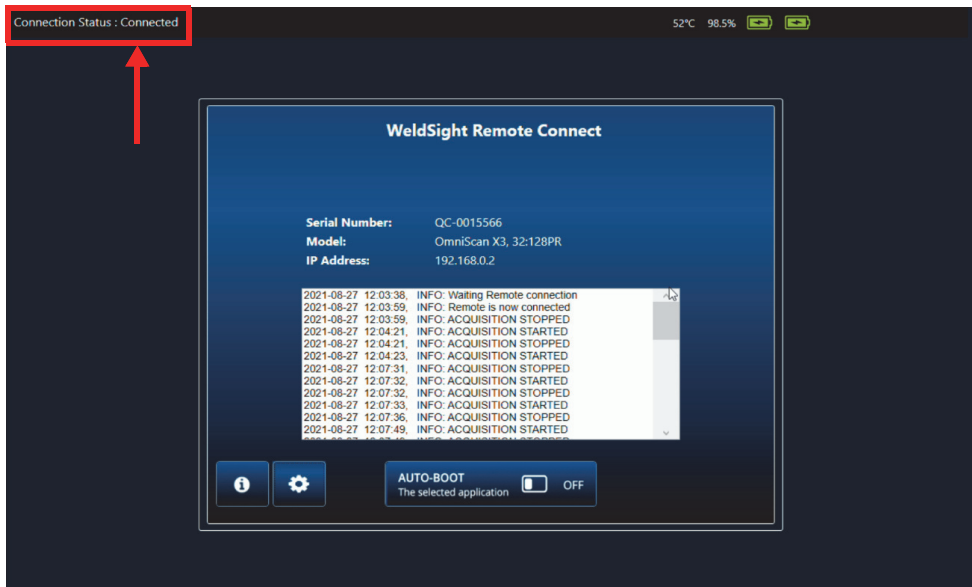 Connection Status : Connected
52°C 98.5%
WeldSight Remote Connect
Serial Number: QC-0015566
Model: OmniScan X3, 32:128PR
IP Address: 192.168.0.2
2021-08-27 12:03:38, INFO: Waiting Remote connection
2021-08-27 12:03:59, INFO: Remote is now connected
2021-08-27 12:03:59, INFO: ACQUISITION STOPPED
2021-08-27 12:04:21, INFO: ACQUISITION STARTED
2021-08-27 12:04:21, INFO: ACQUISITION STOPPED
2021-08-27 12:04:23, INFO: ACQUISITION STARTED
2021-08-27 12:07:31, INFO: ACQUISITION STOPPED
2021-08-27 12:07:32, INFO: ACQUISITION STARTED
2021-08-27 12:07:32, INFO: ACQUISITION STOPPED
2021-08-27 12:07:33, INFO: ACQUISITION STARTED
2021-08-27 12:07:36, INFO: ACQUISITION STOPPED
2021-08-27 12:07:49, INFO: ACQUISITION STARTED
AUTO-BOOT
The selected application
OFF